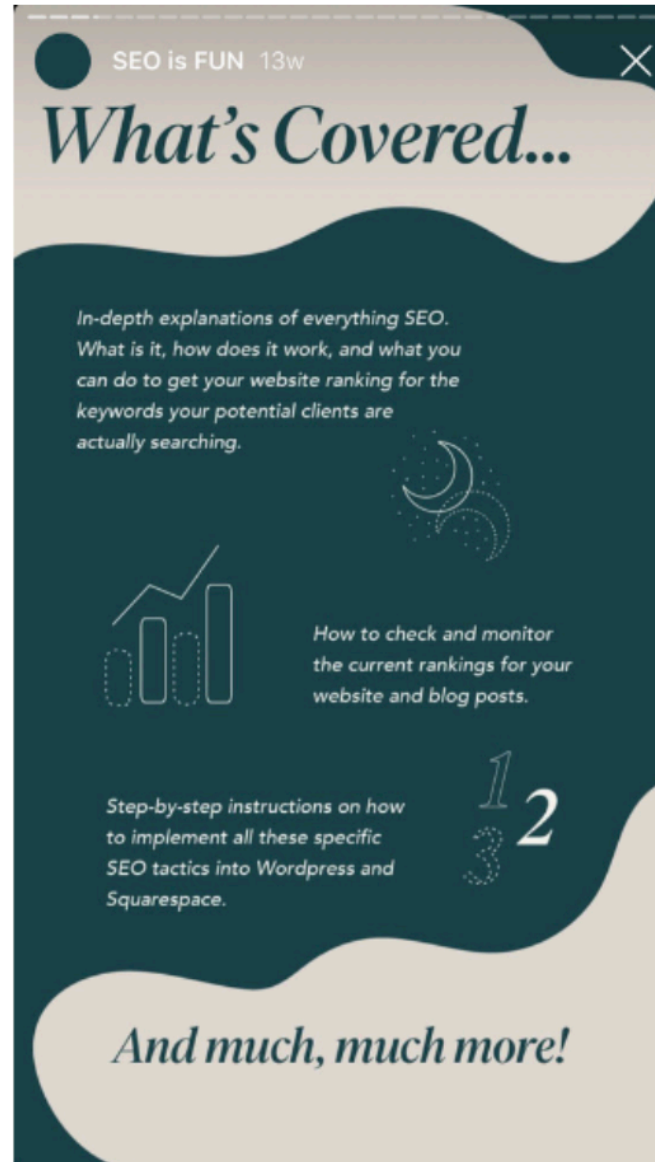 SEO is FUN 13w
What's Covered...
In-depth explanations of everything SEO.
What is it, how does it work, and what you
can do to get your website ranking for the
keywords your potential clients are
actually searching.
How to check and monitor
the current rankings for your
website and blog posts.
1
2
3
Step-by-step instructions on how
to implement all these specific
SEO tactics into Wordpress and
Squarespace.
And much, much more!